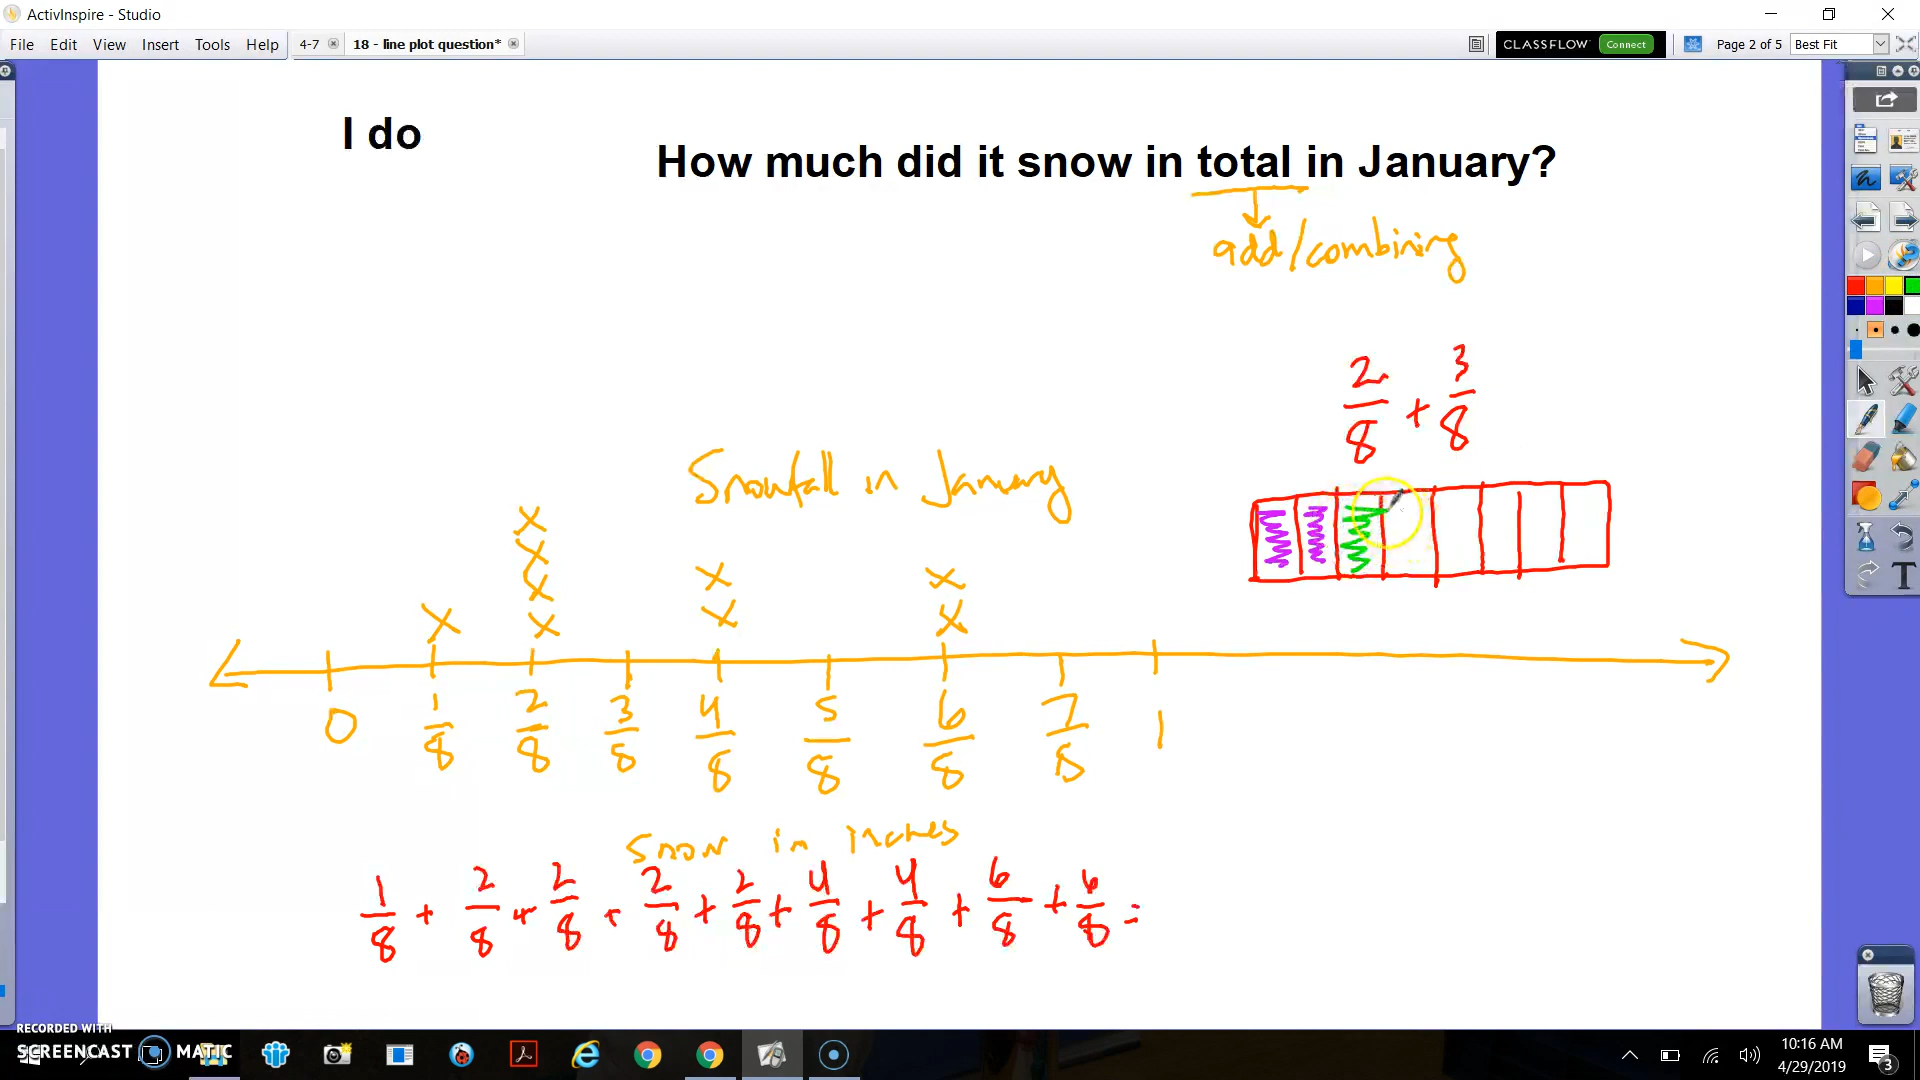 ActivInspire - Studio
File Edit View Insert Tools Help 4-7 18 - line plot question* CLASSFLOW Connect Page 2 of 5 Best Fit
I do
How much did it snow in total in January?
add/combining
2/8 + 3/8
Snowfall in January
x
x
x x x
x x x x x
0 1/8 2/8 3/8 4/8 5/8 6/8 7/8 1
Snow in inches
1/8 + 2/8 + 2/8 + 2/8 + 2/8 + 4/8 + 4/8 + 6/8 + 6/8 =
RECORDED WITH
SCREENCAST MATIC
10:16 AM
4/29/2019
3